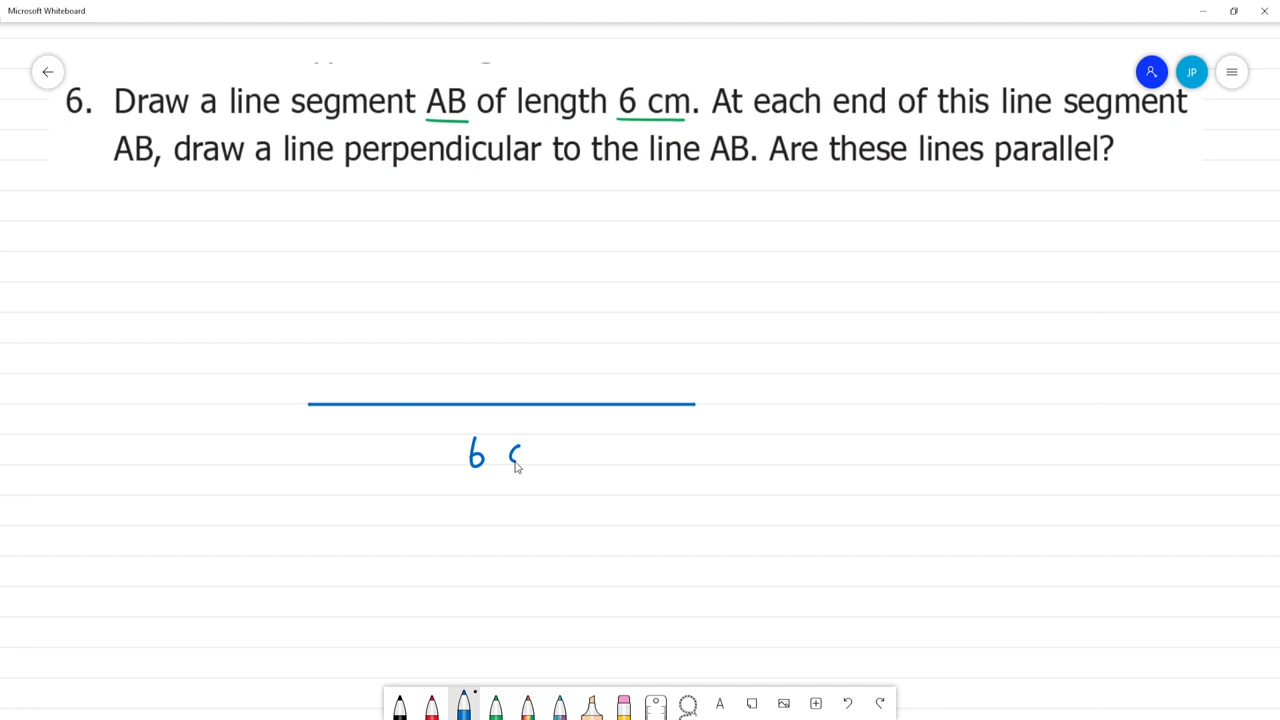 Microsoft Whiteboard
JP
6. Draw a line segment AB of length 6 cm. At each end of this line segment
AB, draw a line perpendicular to the line AB. Are these lines parallel?
6 c
A